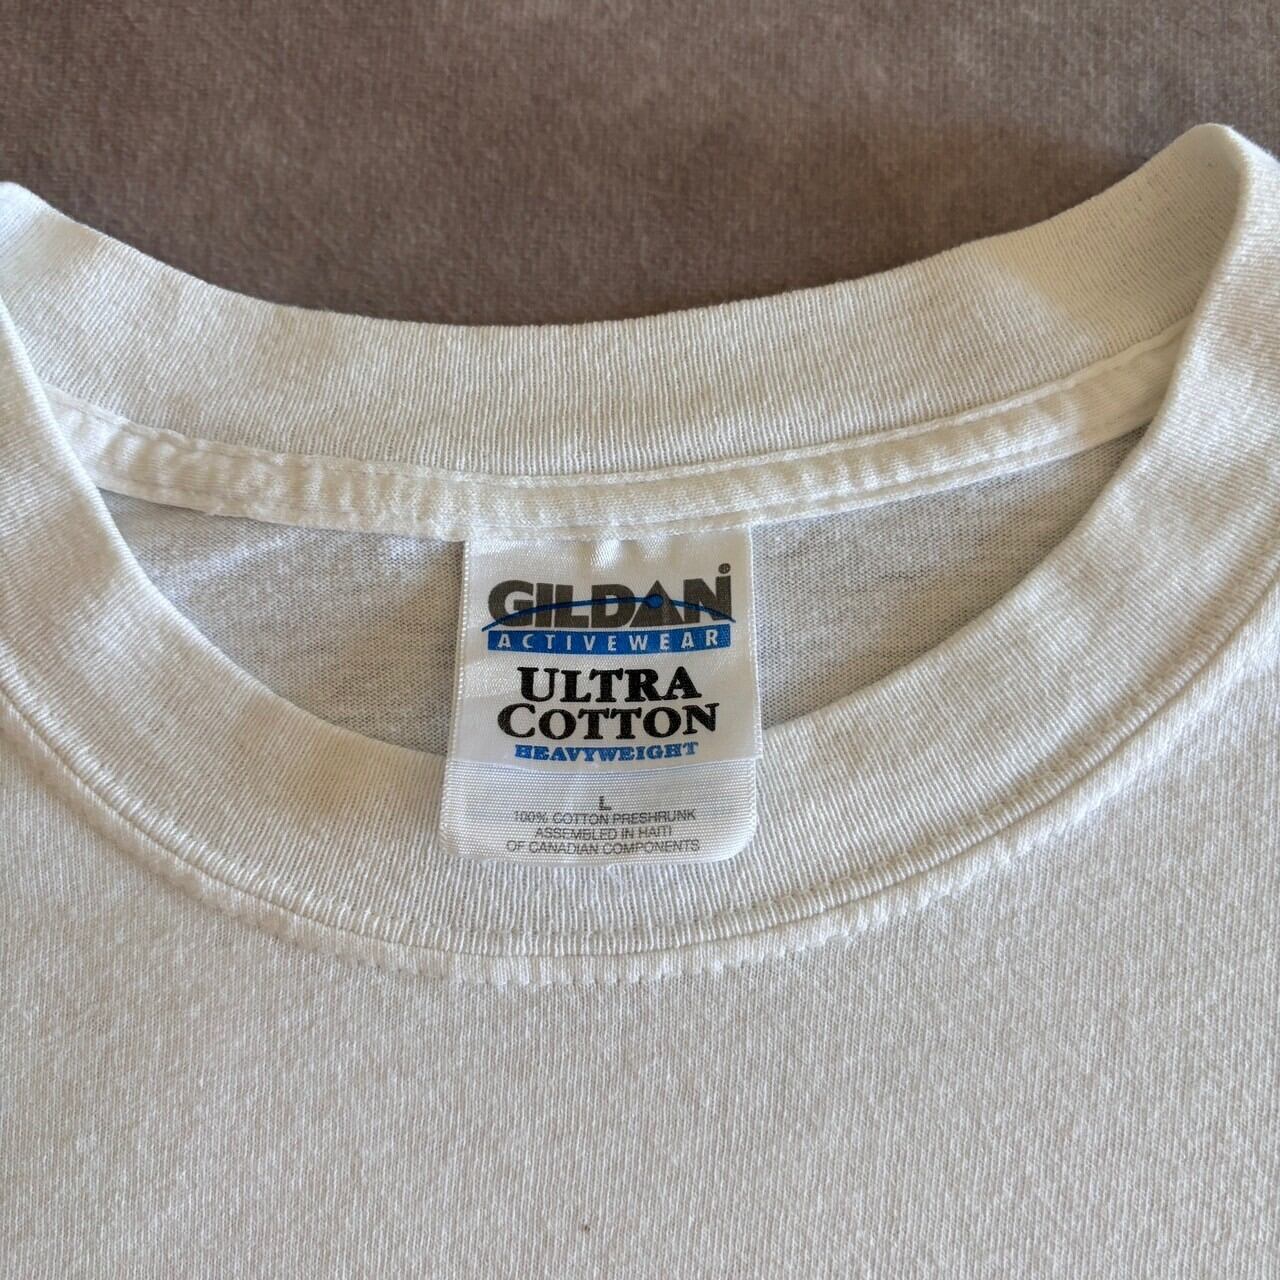 GILDAN®
ACTIVEWEAR
ULTRA
COTTON
HEAVYWEIGHT
L
100% COTTON PRESHRUNK
ASSEMBLED IN HAITI
OF CANADIAN COMPONENTS